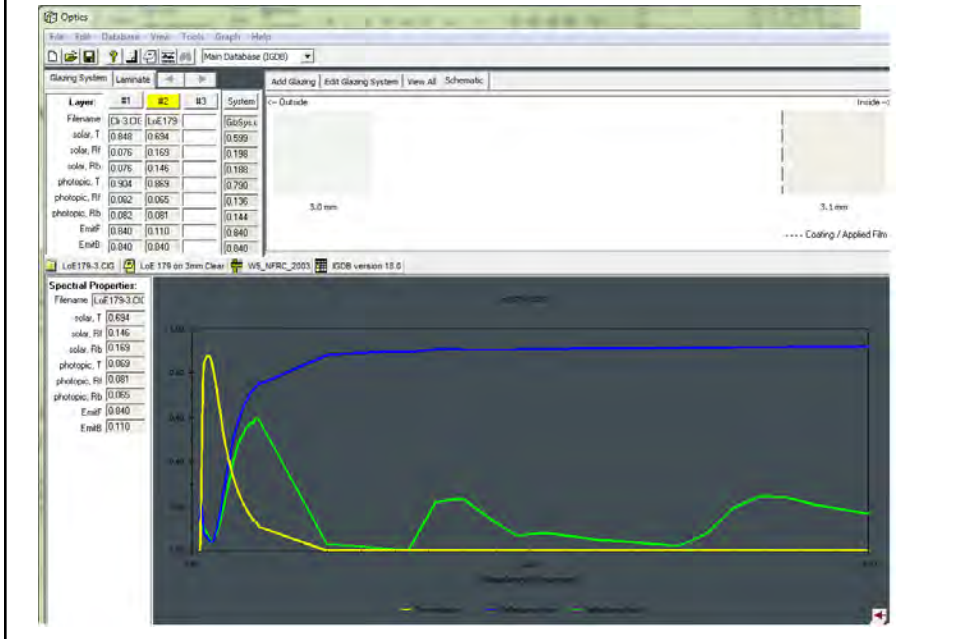 Optics
File Edit Database View Tools Graph Help
Main Database (IGDB)
Glazing System Laminate Add Glazing Edit Glazing System View All Schematic
Layer #1 #2 #3 System <- Outside Inside ->
Filename LoE179 GlbSys.c
solar, T 0.848 0.694 0.599
solar, Rf 0.076 0.169 0.198
solar, Rb 0.076 0.146 0.188
photopic, T 0.904 0.869 0.790
photopic, Rf 0.082 0.065 0.136
photopic, Rb 0.082 0.081 0.144
3.0 mm 3.1 mm
EmitF 0.840 0.110 0.840
EmitB 0.840 0.840 0.840
---- Coating / Applied Film
LoE179-3.CIG LoE 179 on 3mm Clear W5_NFRC_2003 IGDB version 18.0
Spectral Properties:
Filename LoE179-3.CIG
solar, T 0.694
solar, Rf 0.146
solar, Rb 0.169
photopic, T 0.869
photopic, Rf 0.081
photopic, Rb 0.065
EmitF 0.840
EmitB 0.110